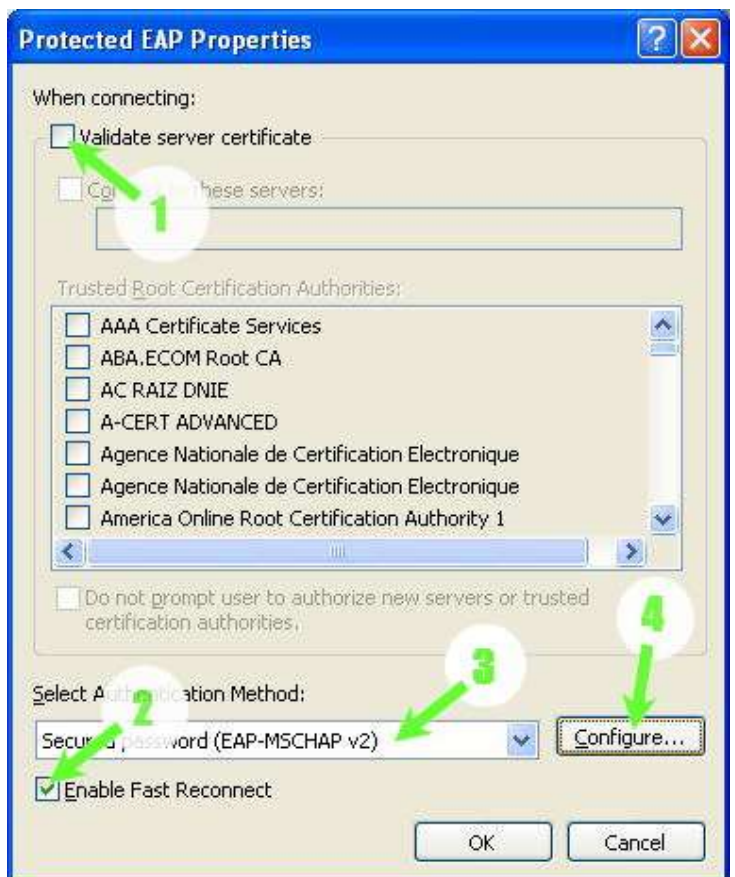 Protected EAP Properties
When connecting:
Validate server certificate
1
these servers:
Trusted Root Certification Authorities:
AAA Certificate Services
ABA.ECOM Root CA
AC RAIZ DNIE
A-CERT ADVANCED
Agence Nationale de Certification Electronique
Agence Nationale de Certification Electronique
America Online Root Certification Authority 1
Do not prompt user to authorize new servers or trusted
certification authorities.
4
3
Select Authentication Method:
2
Secured password (EAP-MSCHAP v2)
Configure...
Enable Fast Reconnect
OK
Cancel